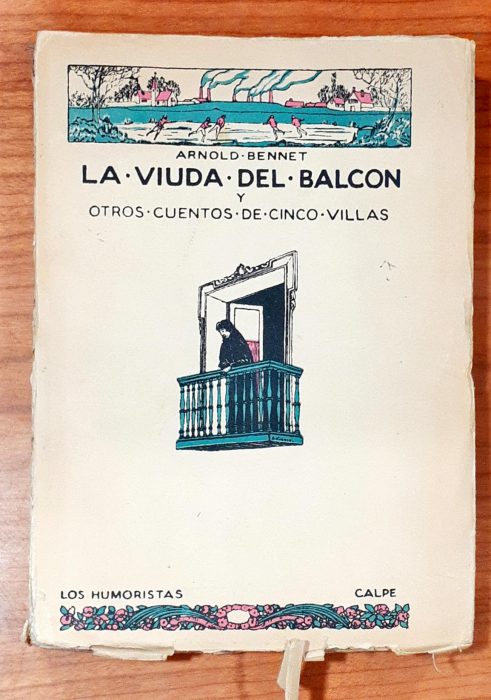 ARNOLD·BENNET
LA·VIUDA·DEL·BALCON
Y
OTROS·CUENTOS·DE·CINCO·VILLAS
LOS HUMORISTAS CALPE